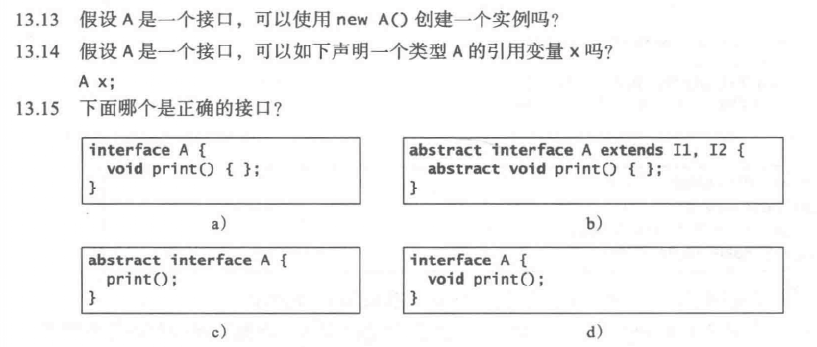 13.13 假设 A 是一个接口，可以使用 new A() 创建一个实例吗？
13.14 假设 A 是一个接口，可以如下声明一个类型 A 的引用变量 x 吗？
A x;
13.15 下面哪个是正确的接口？
interface A {
void print() { };
}
a)
abstract interface A extends I1, I2 {
abstract void print() { };
}
b)
abstract interface A {
print();
}
c)
interface A {
void print();
}
d)